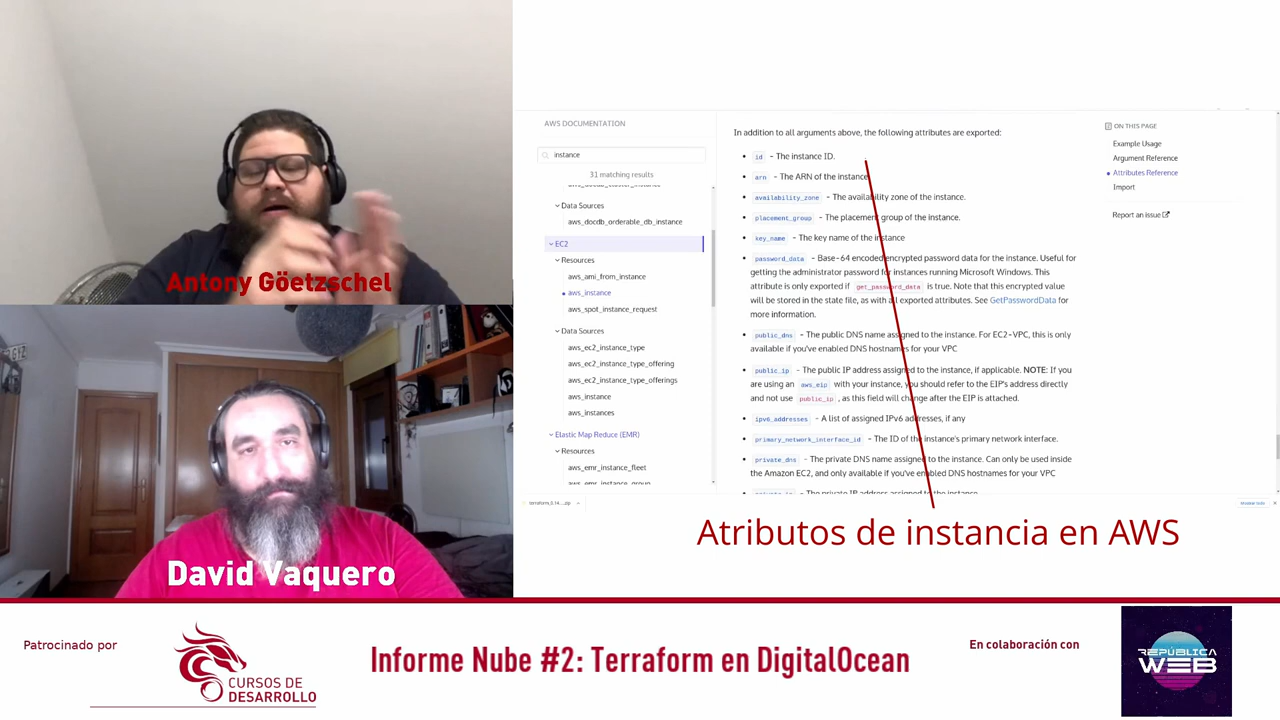 Antony Göetzschel
David Vaquero
AWS DOCUMENTATION
instance
31 matching results
Data Sources
aws_docdb_orderable_db_instance
EC2
Resources
aws_ami_from_instance
aws_instance
aws_spot_instance_request
Data Sources
aws_ec2_instance_type
aws_ec2_instance_type_offering
aws_ec2_instance_type_offerings
aws_instance
aws_instances
Elastic Map Reduce (EMR)
Resources
aws_emr_instance_fleet
aws_emr_instance_group
In addition to all arguments above, the following attributes are exported:
id - The instance ID.
arn - The ARN of the instance
availability_zone - The availability zone of the instance.
placement_group - The placement group of the instance.
key_name - The key name of the instance
password_data - Base-64 encoded encrypted password data for the instance. Useful for
getting the administrator password for instances running Microsoft Windows. This
attribute is only exported if get_password_data is true. Note that this encrypted value
will be stored in the state file, as with all exported attributes. See GetPasswordData for
more information.
public_dns - The public DNS name assigned to the instance. For EC2-VPC, this is only
available if you've enabled DNS hostnames for your VPC
public_ip - The public IP address assigned to the instance, if applicable. NOTE: If you
are using an aws_eip with your instance, you should refer to the EIP's address directly
and not use public_ip , as this field will change after the EIP is attached.
ipv6_addresses - A list of assigned IPv6 addresses, if any
primary_network_interface_id - The ID of the instance's primary network interface.
private_dns - The private DNS name assigned to the instance. Can only be used inside
the Amazon EC2, and only available if you've enabled DNS hostnames for your VPC
private_ip - The private IP address assigned to the instance
ON THIS PAGE
Example Usage
Argument Reference
Attributes Reference
Import
Report an issue
Atributos de instancia en AWS
Patrocinado por
CURSOS DE
DESARROLLO
Informe Nube #2: Terraform en DigitalOcean
En colaboración con
REPÚBLICA
WEB